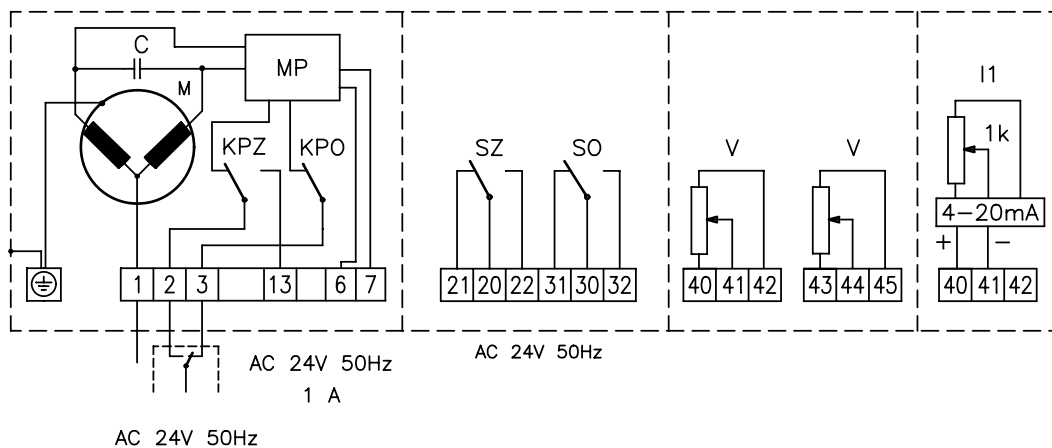 C
MP
I1
M
1k
KPZ
KPO
SZ
SO
V
V
4-20mA
+
-
1 2 3 13 6 7
21 20 22 31 30 32
40 41 42
43 44 45
40 41 42
AC 24V 50Hz
1 A
AC 24V 50Hz
AC 24V 50Hz